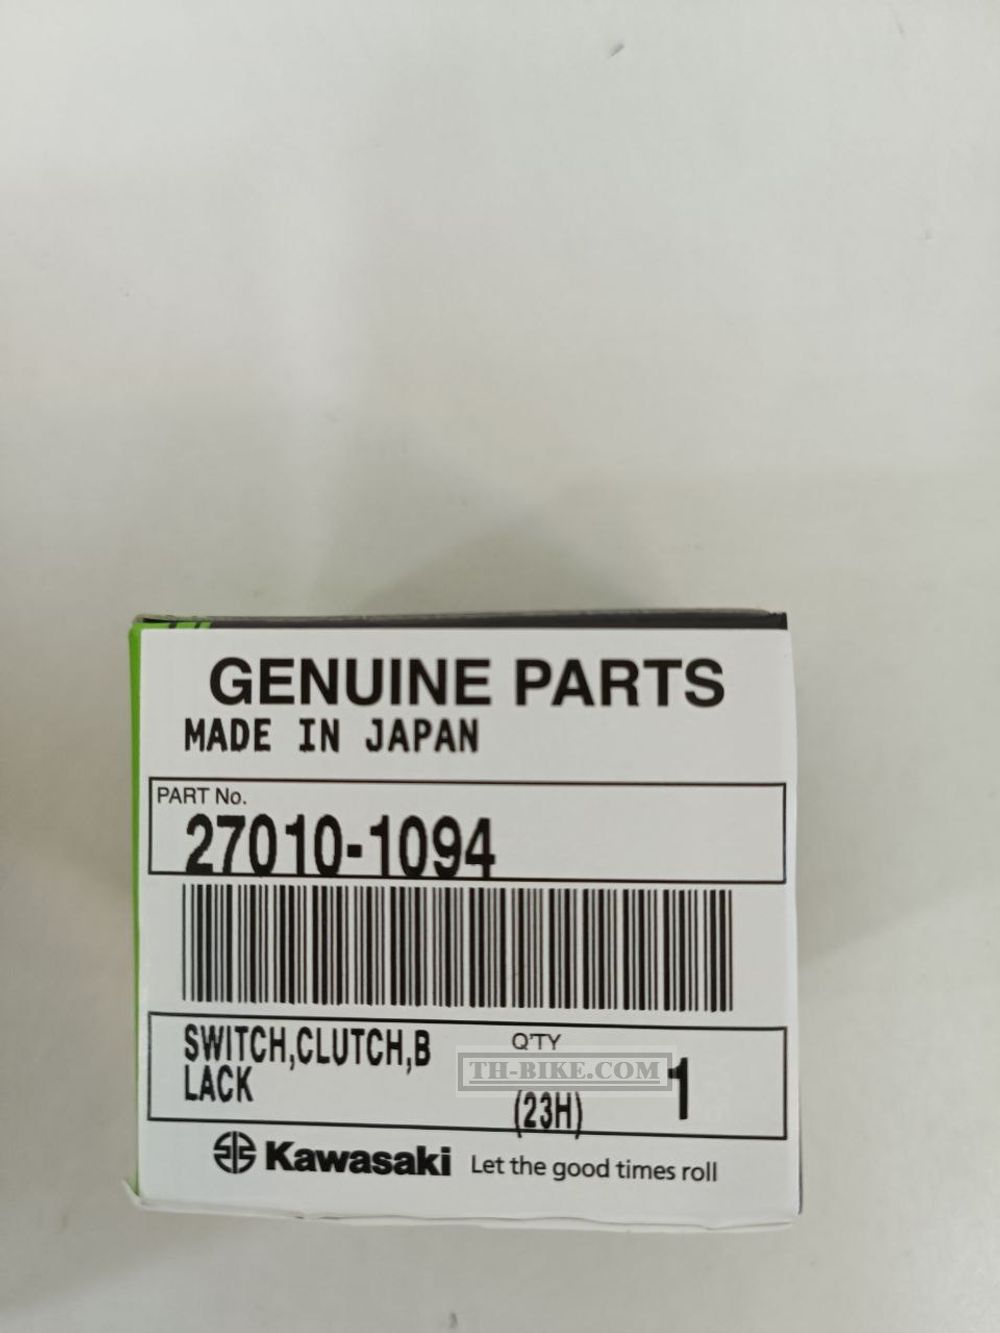 GENUINE PARTS
MADE IN JAPAN
PART No.
27010-1094
SWITCH,CLUTCH,B
LACK
Q'TY
1
(23H)
TH-BIKE.COM
Kawasaki Let the good times roll